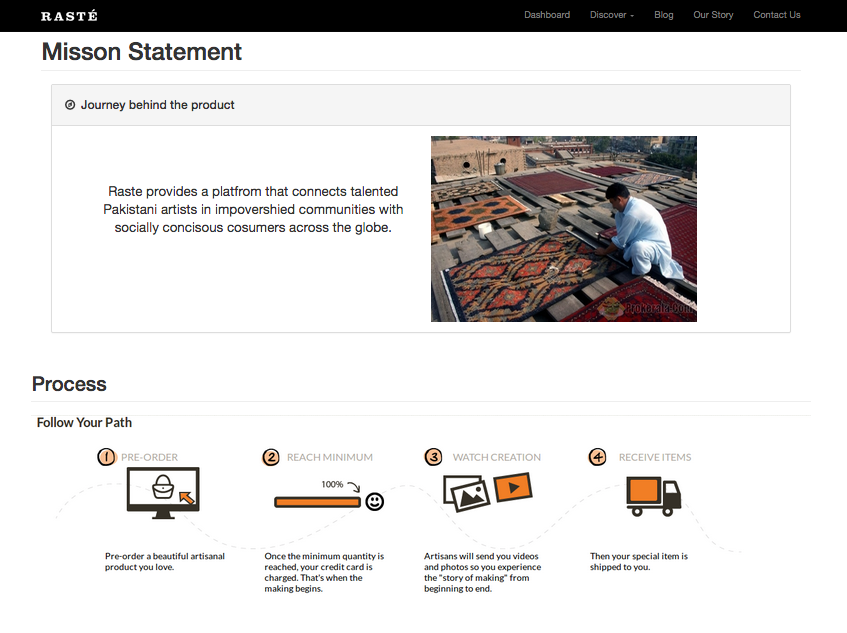 RASTÉ
Dashboard
Discover
Blog
Our Story
Contact Us
Misson Statement
Journey behind the product
Raste provides a platfrom that connects talented
Pakistani artists in impovershied communities with
socially concisous cosumers across the globe.
Prokerala.Com
Process
Follow Your Path
1 PRE-ORDER
2 REACH MINIMUM
3 WATCH CREATION
4 RECEIVE ITEMS
100%
Pre-order a beautiful artisanal
product you love.
Once the minimum quantity is
reached, your credit card is
charged. That's when the
making begins.
Artisans will send you videos
and photos so you experience
the "story of making" from
beginning to end.
Then your special item is
shipped to you.